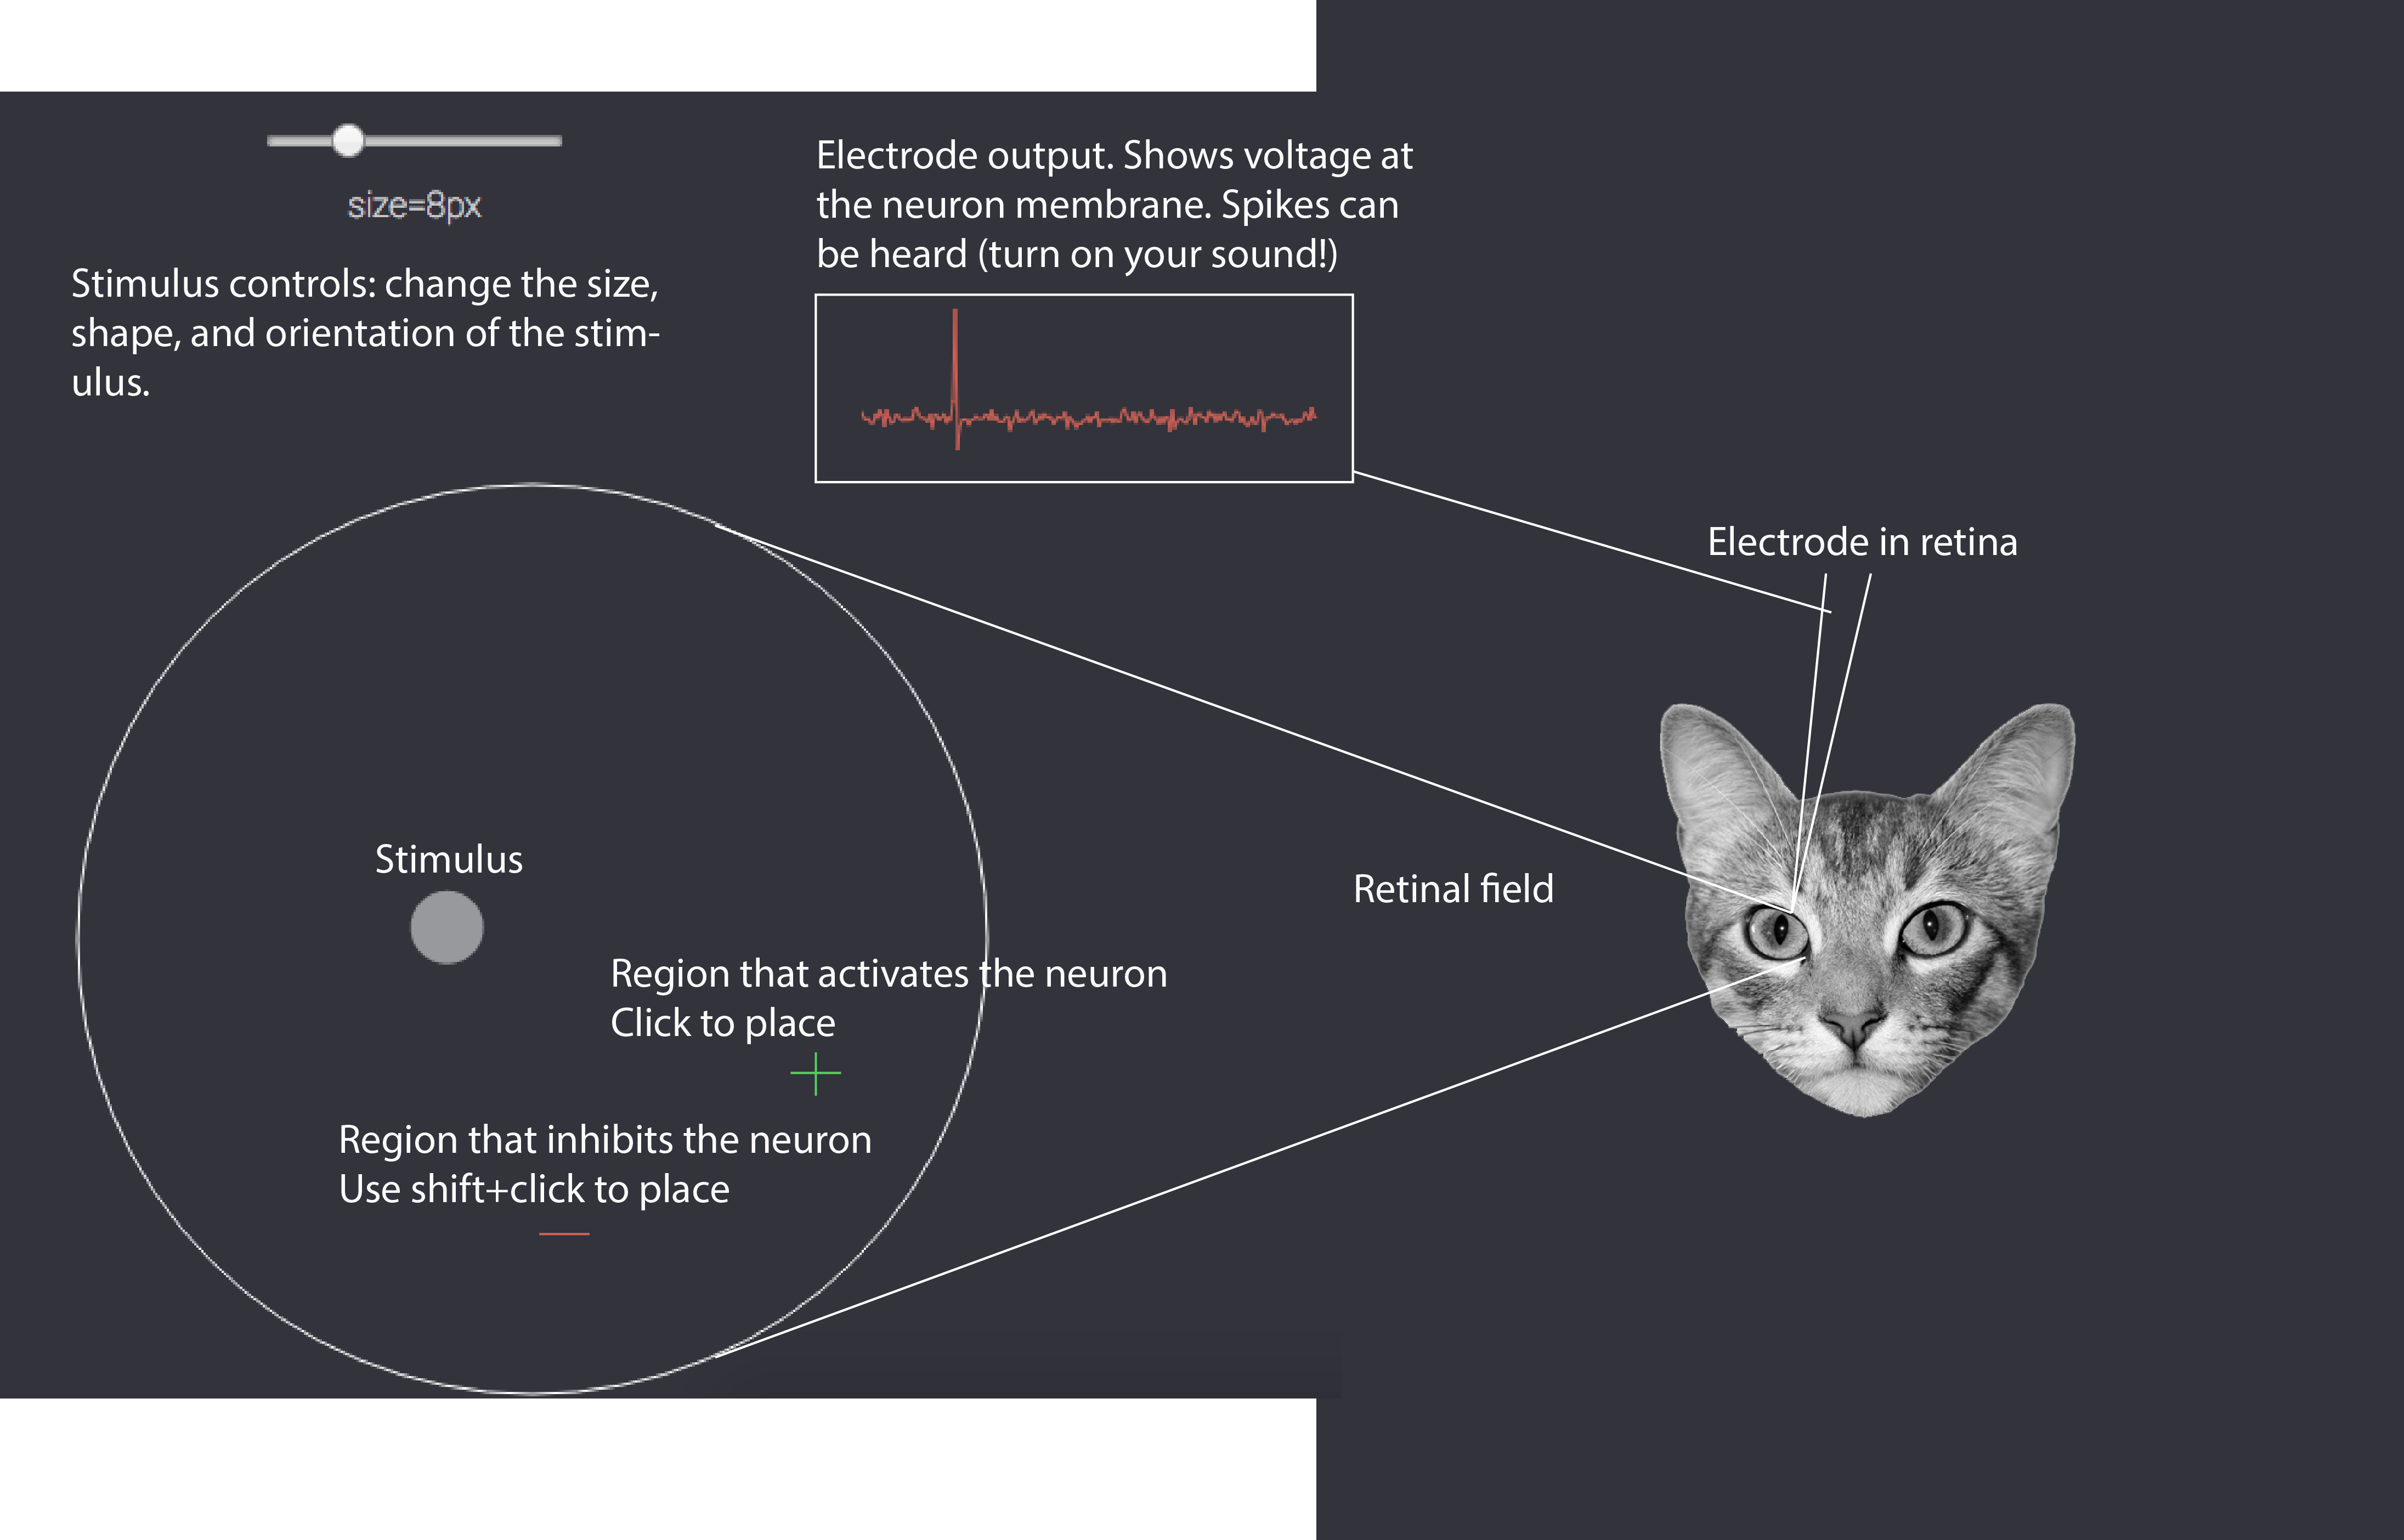 size=8px
Stimulus controls: change the size,
shape, and orientation of the stim-
ulus.
Electrode output. Shows voltage at
the neuron membrane. Spikes can
be heard (turn on your sound!)
Electrode in retina
Stimulus
Retinal field
Region that activates the neuron
Click to place
Region that inhibits the neuron
Use shift+click to place